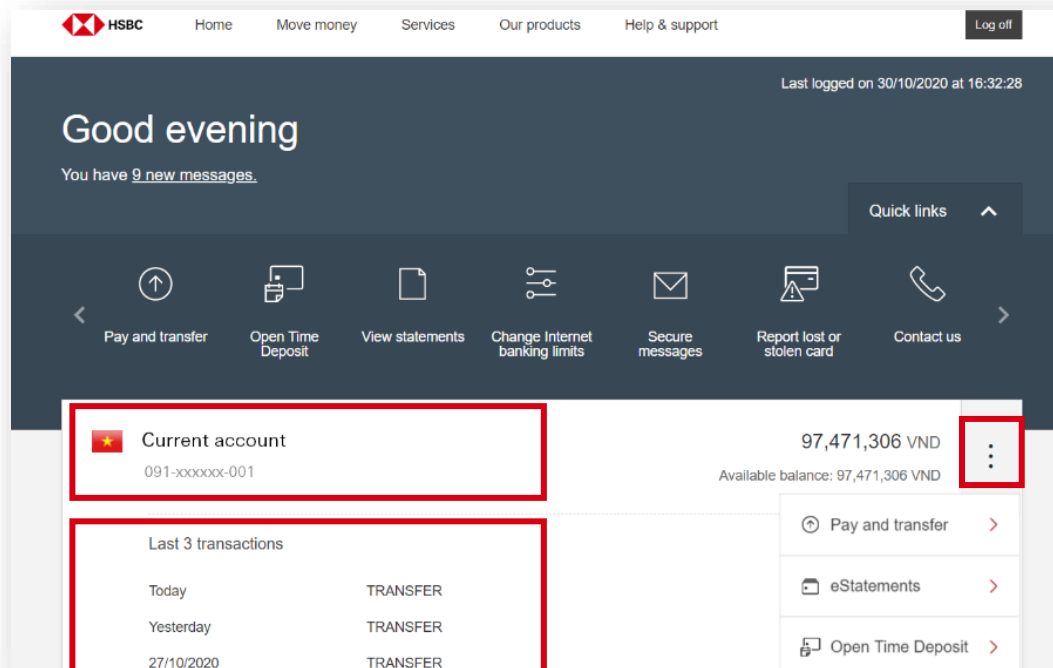 HSBC Home Move money Services Our products Help & support Log off
Last logged on 30/10/2020 at 16:32:28
Good evening
You have 9 new messages.
Quick links
Pay and transfer
Open Time
Deposit
View statements
Change Internet
banking limits
Secure
messages
Report lost or
stolen card
Contact us
Current account
091-xxxxxx-001
97,471,306 VND
Available balance: 97,471,306 VND
Pay and transfer
eStatements
Open Time Deposit
Last 3 transactions
Today TRANSFER
Yesterday TRANSFER
27/10/2020 TRANSFER